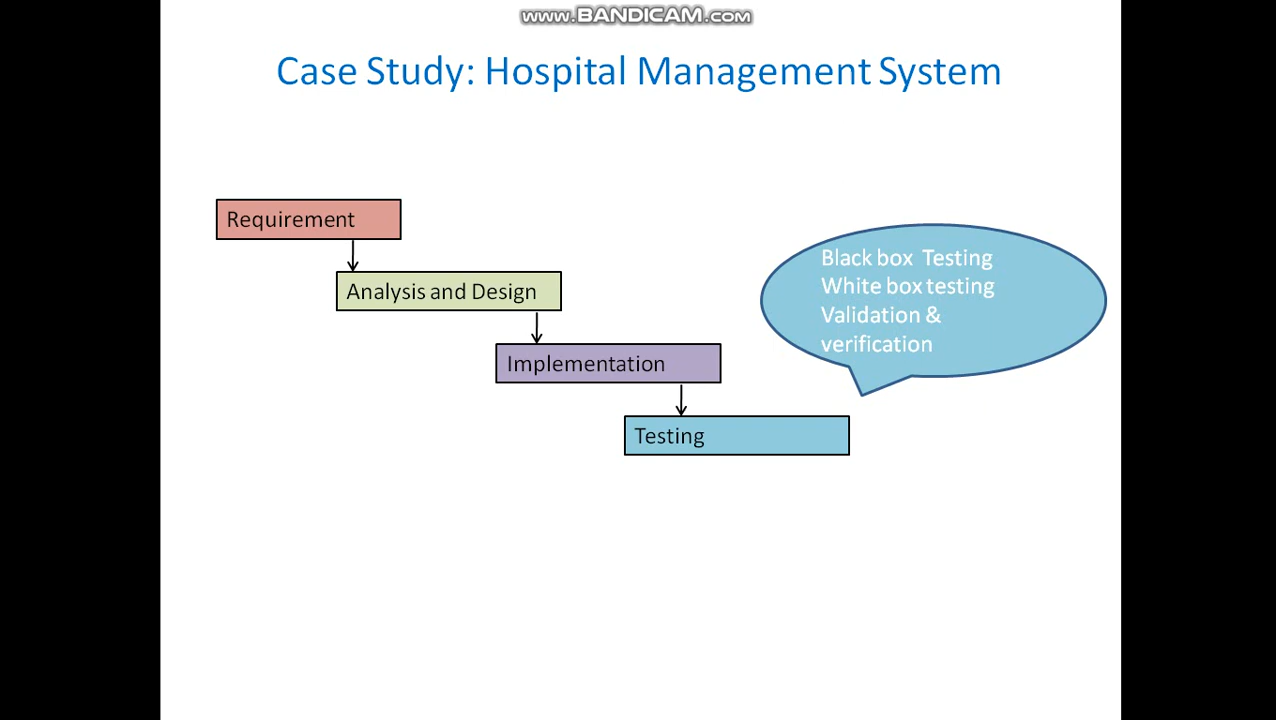 www.BANDICAM.com
Case Study: Hospital Management System
Requirement
Analysis and Design
Implementation
Testing
Black box Testing
White box testing
Validation &
verification